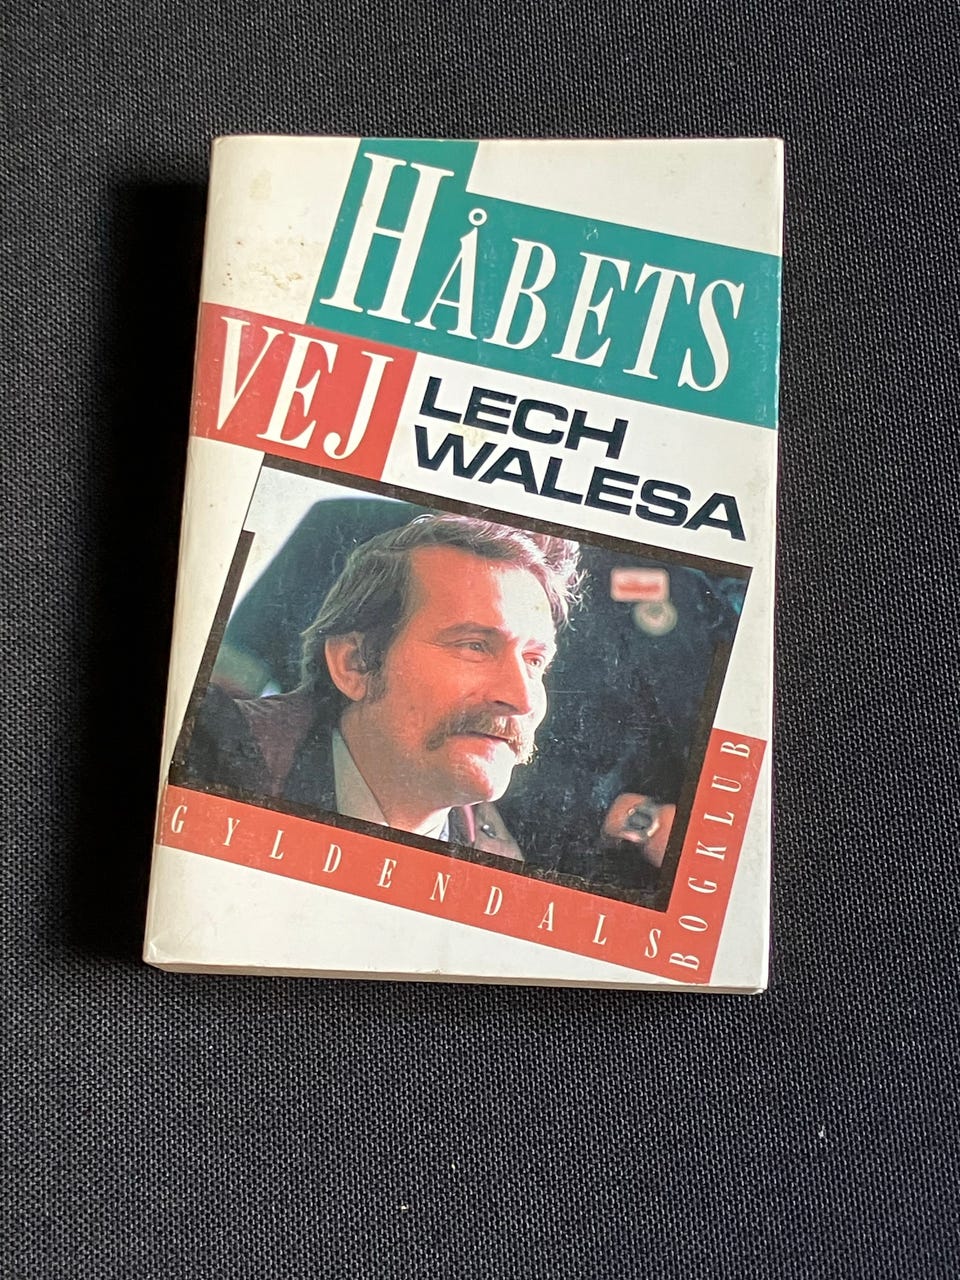 HÅBETS
VEJ
LECH
WALESA
GYLDENDALS
BOGKLUB